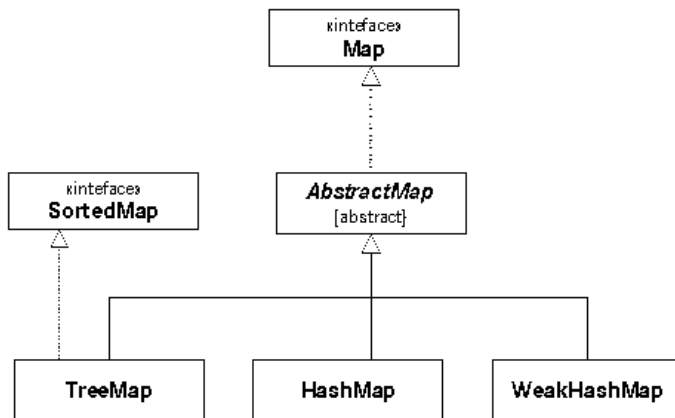 «inteface»
Map
«inteface»
SortedMap
AbstractMap
[abstract}
TreeMap
HashMap
WeakHashMap